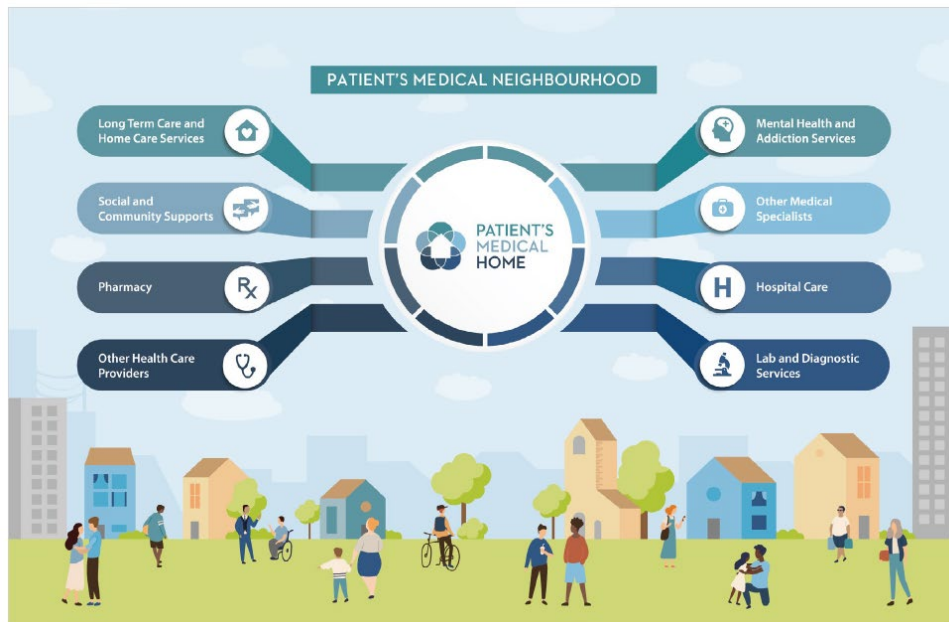 PATIENT'S MEDICAL NEIGHBOURHOOD
Long Term Care and
Home Care Services
Social and
Community Supports
Pharmacy
Rx
Other Health Care
Providers
PATIENT'S
MEDICAL
HOME
Mental Health and
Addiction Services
Other Medical
Specialists
H
Hospital Care
Lab and Diagnostic
Services